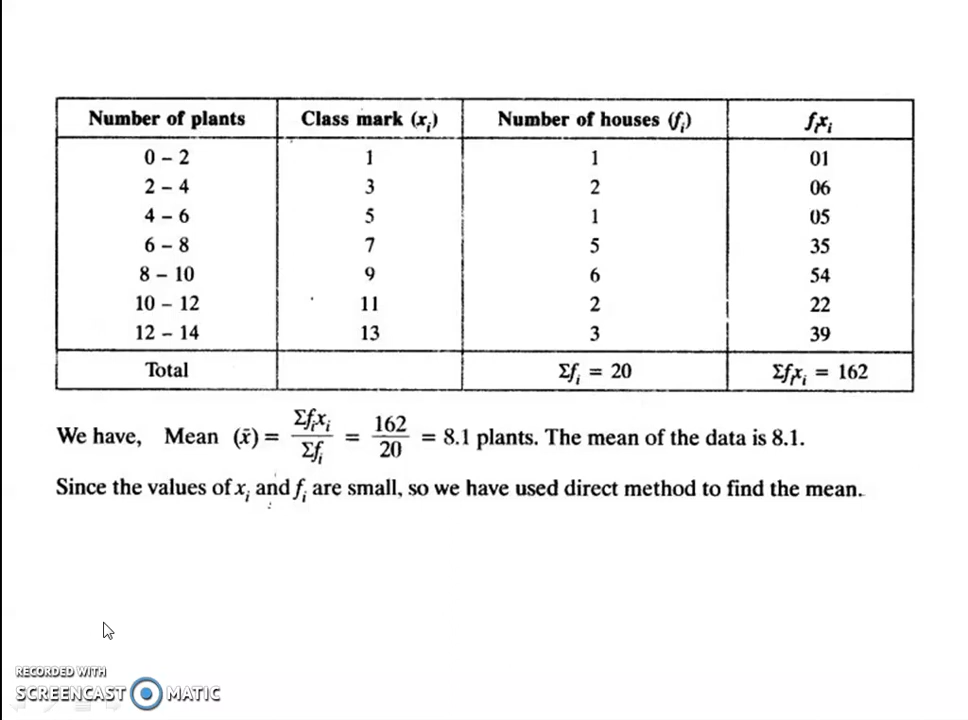 Number of plants Class mark (xᵢ) Number of houses (fᵢ) fᵢxᵢ
0 – 2 1 1 01
2 – 4 3 2 06
4 – 6 5 1 05
6 – 8 7 5 35
8 – 10 9 6 54
10 – 12 11 2 22
12 – 14 13 3 39
Total Σfᵢ = 20 Σfᵢxᵢ = 162
We have, Mean (x̄) = Σfᵢxᵢ / Σfᵢ = 162 / 20 = 8.1 plants. The mean of the data is 8.1.
Since the values of xᵢ and fᵢ are small, so we have used direct method to find the mean.
RECORDED WITH
SCREENCAST MATIC